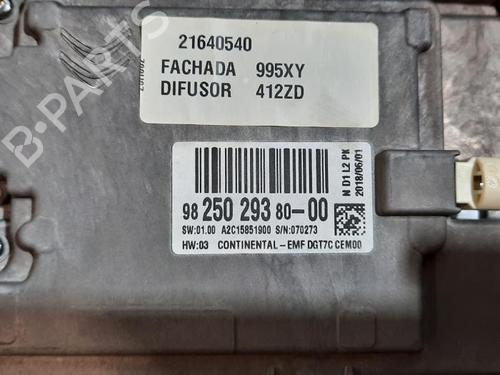 21640540
FACHADA 995XY
DIFUSOR 412ZD
98 250 293 80-00
SW:01.00 A2C15851900 S/N:070273
HW:03 CONTINENTAL-EMF DGT7C CEM00
N D1 L2 PK
2018/06/01
B-PARTS